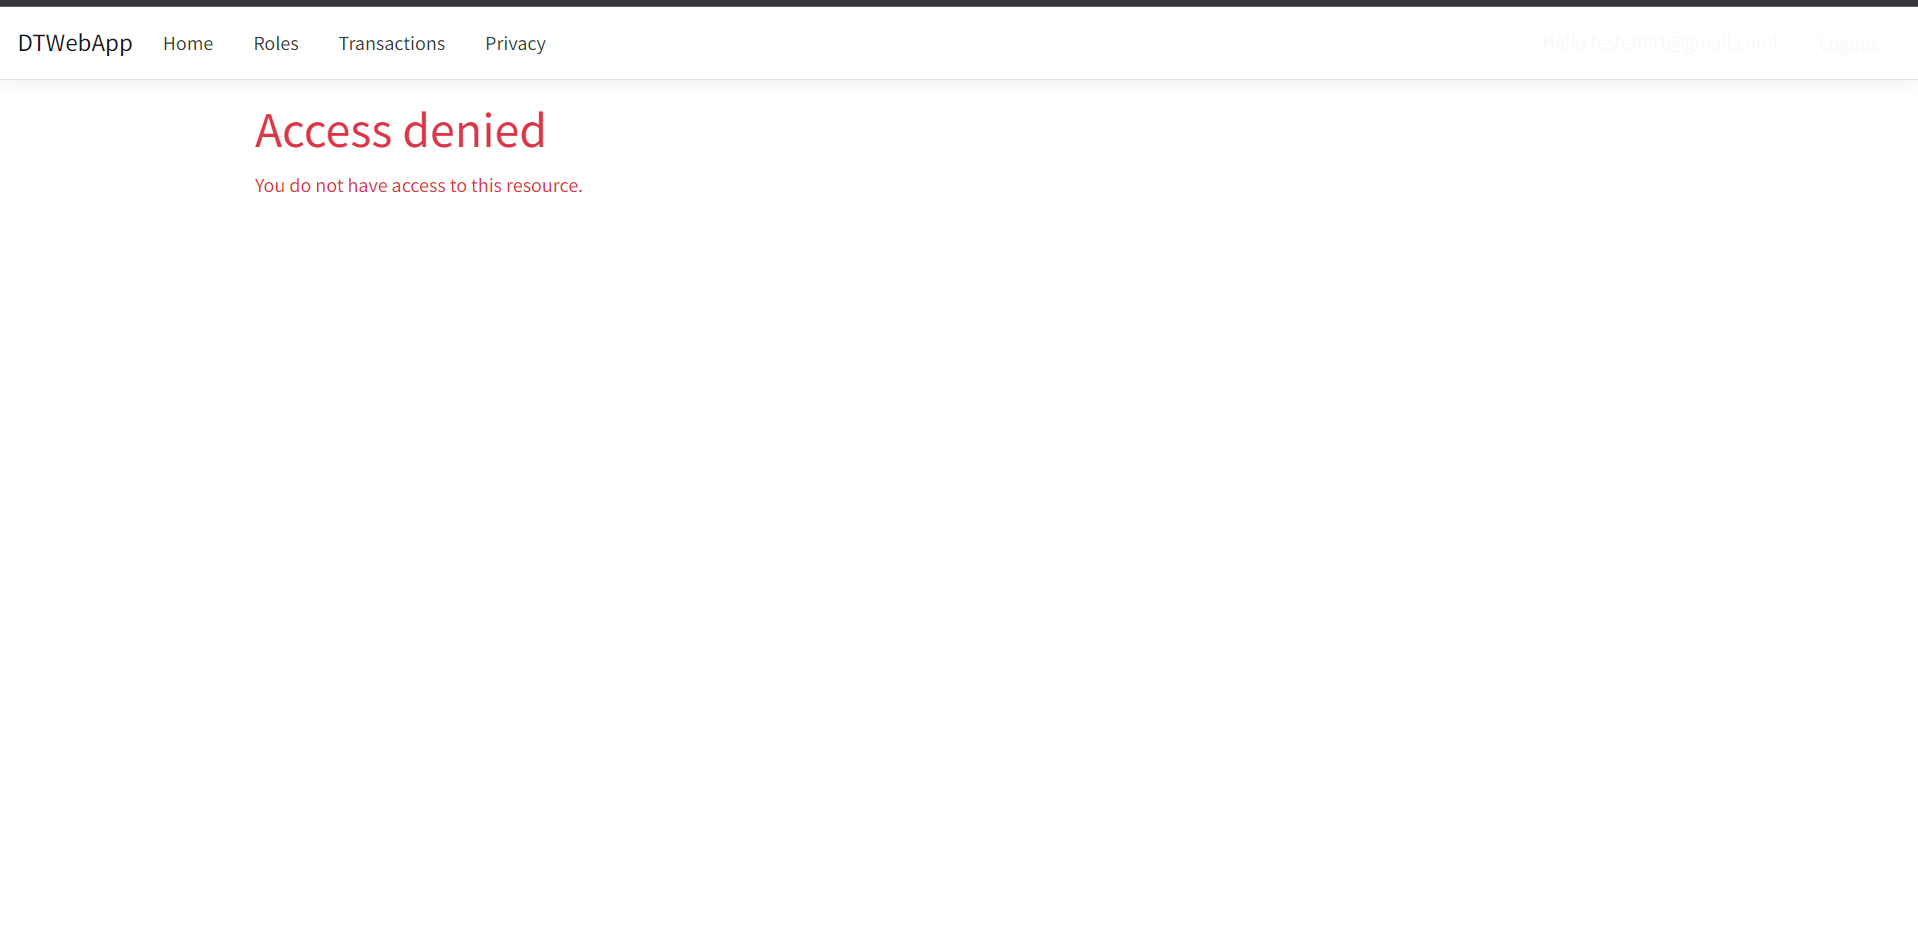 DTWebApp Home Roles Transactions Privacy Hello tester001@gmail.com! Logout
Access denied
You do not have access to this resource.